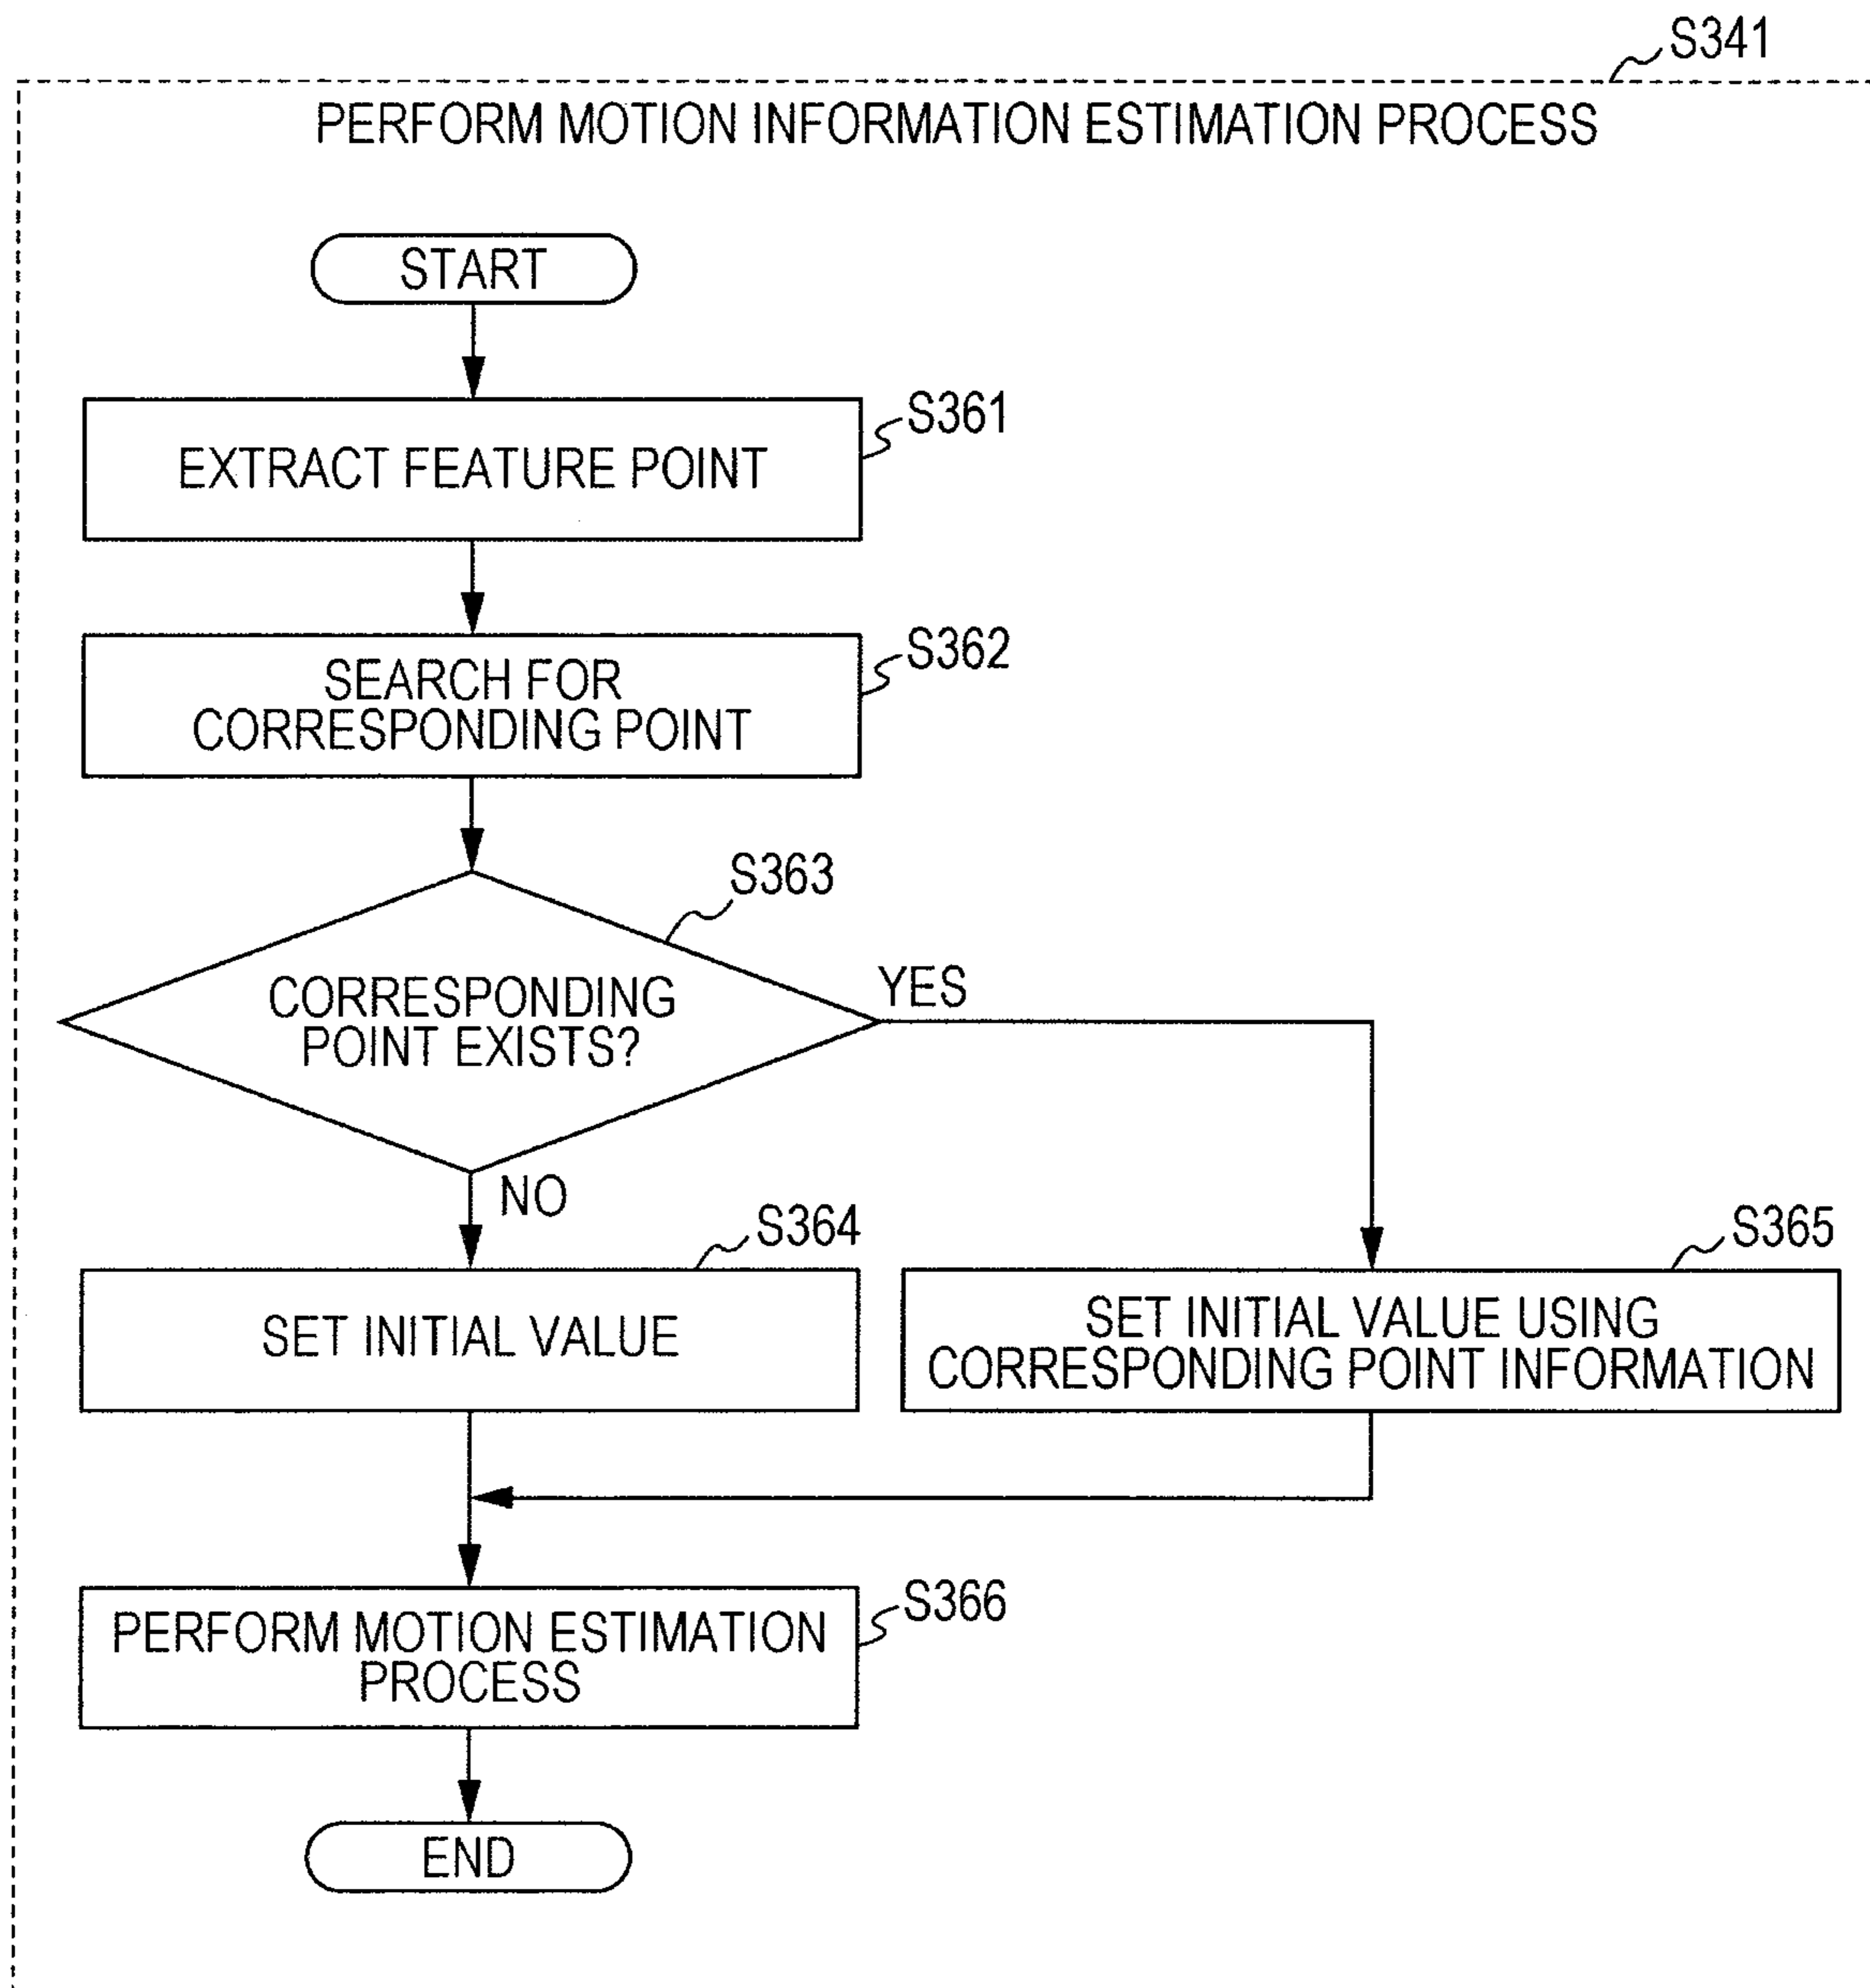 S341
PERFORM MOTION INFORMATION ESTIMATION PROCESS
START
S361
EXTRACT FEATURE POINT
S362
SEARCH FOR
CORRESPONDING POINT
S363
CORRESPONDING
POINT EXISTS?
YES
NO
S364
SET INITIAL VALUE
S365
SET INITIAL VALUE USING
CORRESPONDING POINT INFORMATION
S366
PERFORM MOTION ESTIMATION
PROCESS
END